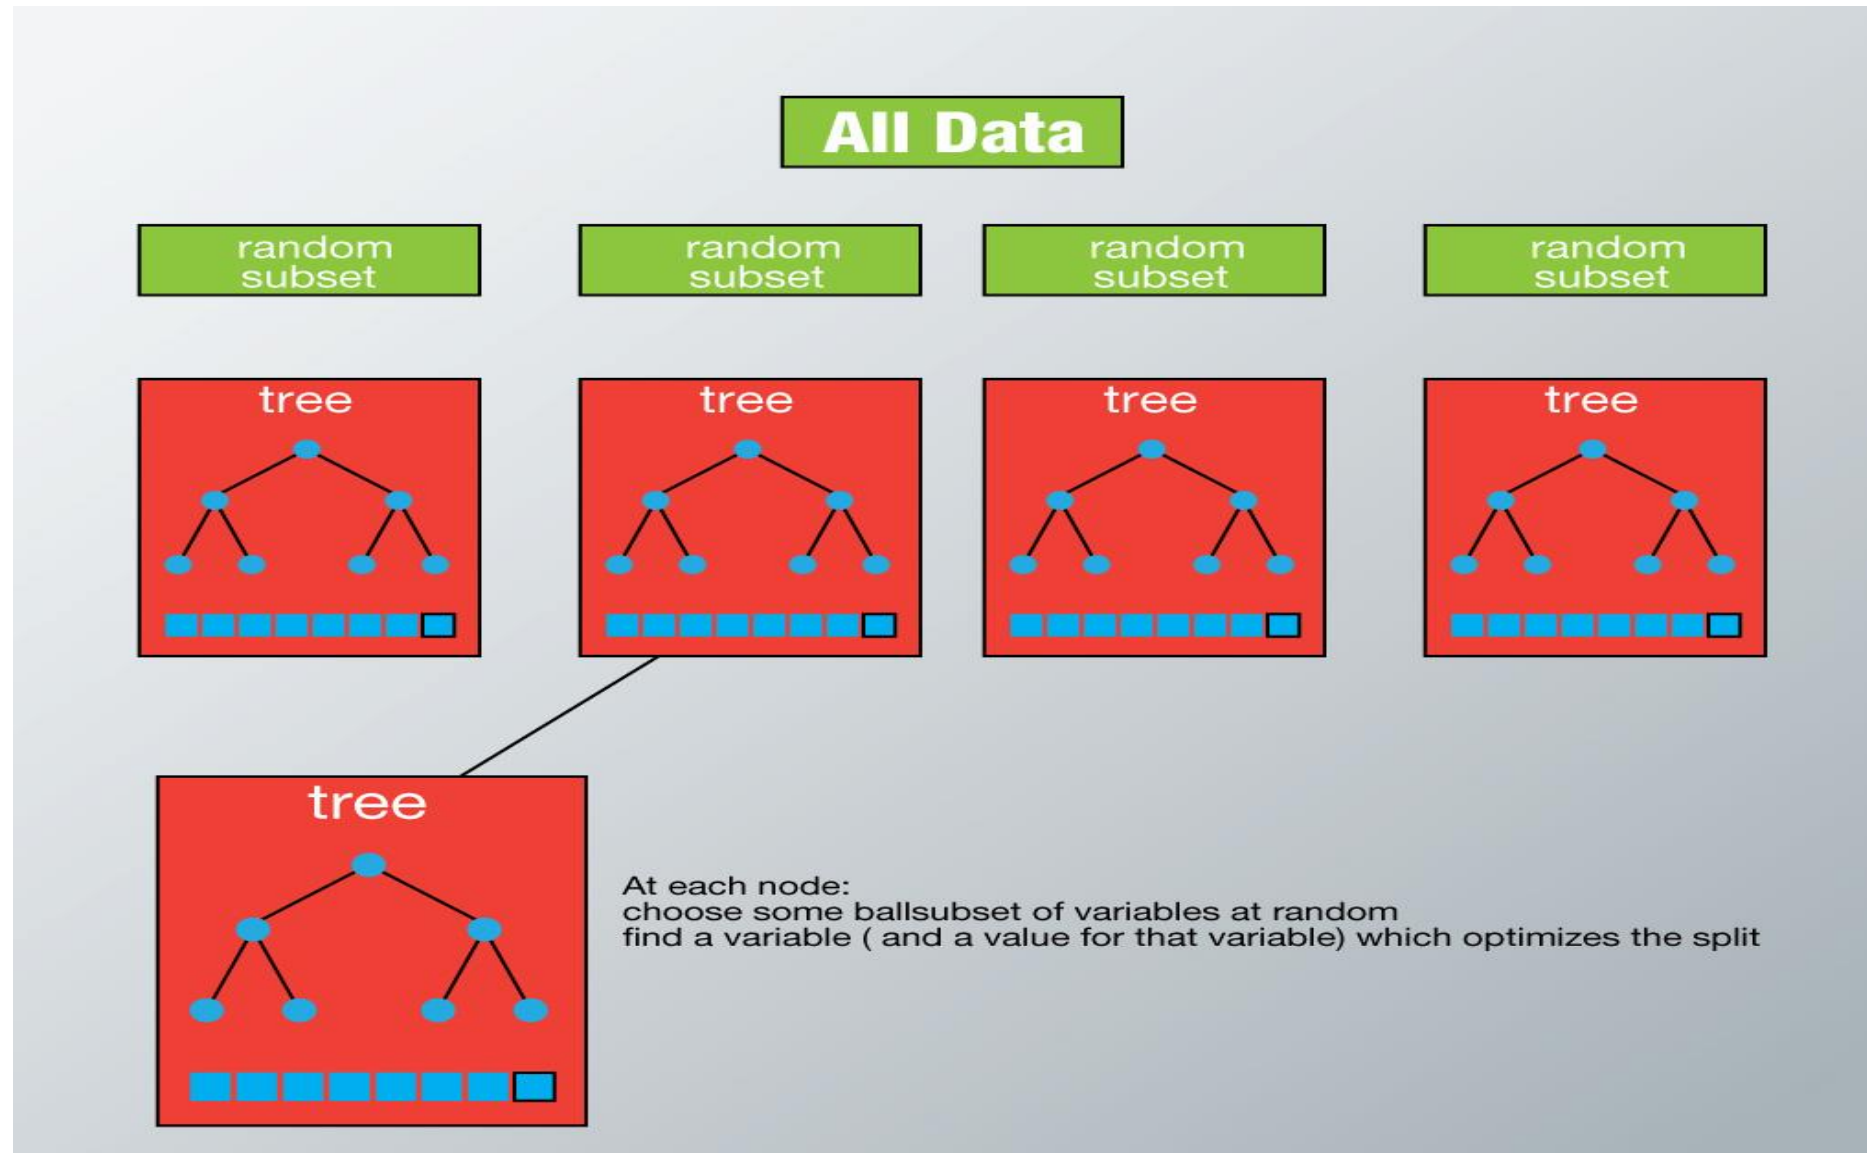 All Data
random
subset
random
subset
random
subset
random
subset
tree
tree
tree
tree
tree
At each node:
choose some ballsubset of variables at random
find a variable ( and a value for that variable) which optimizes the split